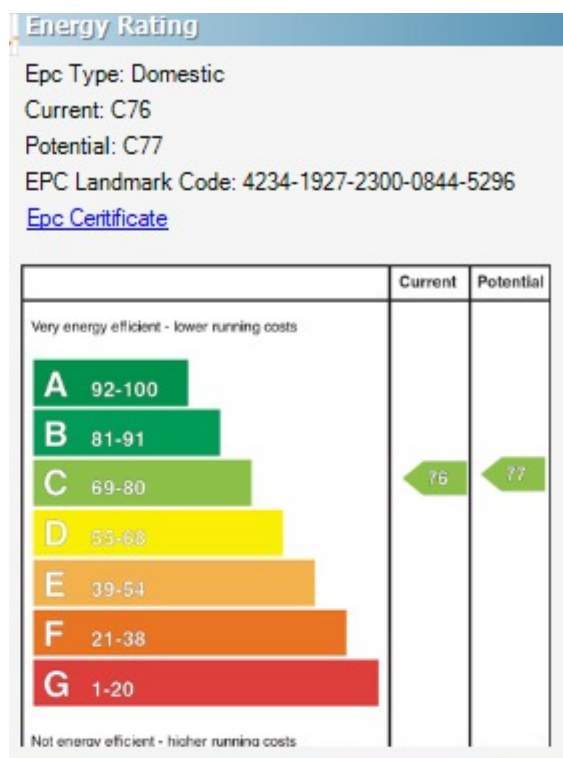 Energy Rating
Epc Type: Domestic
Current: C76
Potential: C77
EPC Landmark Code: 4234-1927-2300-0844-5296
Epc Ceritificate
Current Potential
Very energy efficient - lower running costs
A 92-100
B 81-91
C 69-80
76 77
D 55-68
E 39-54
F 21-38
G 1-20
Not energy efficient - higher running costs